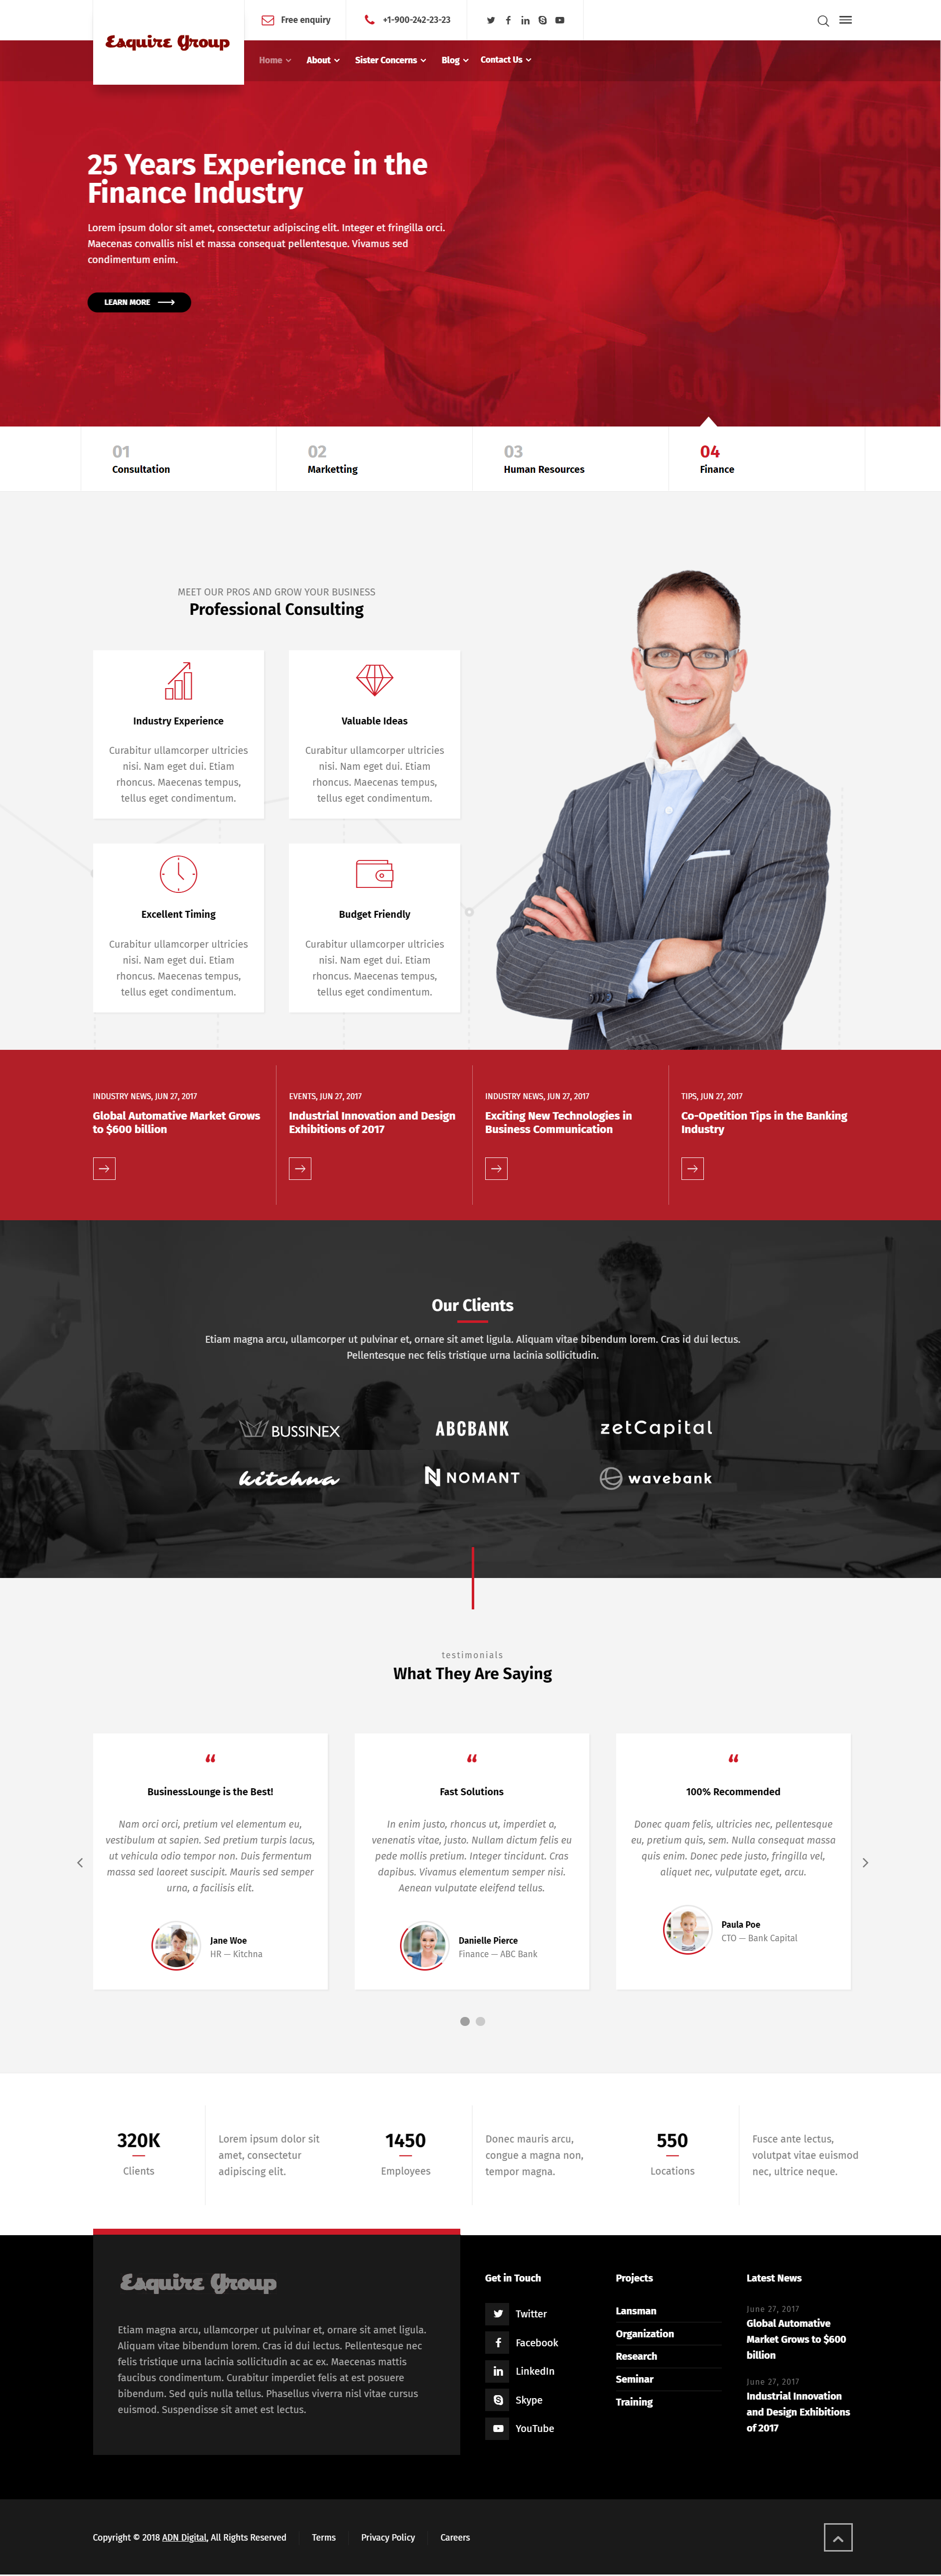 Free enquiry
+1-900-242-23-23
Esquire Group
Home
About
Sister Concerns
Blog
Contact Us
25 Years Experience in the
Finance Industry
Lorem ipsum dolor sit amet, consectetur adipiscing elit. Integer et fringilla orci.
Maecenas convallis nisl et massa consequat pellentesque. Vivamus sed
condimentum enim.
LEARN MORE
01
Consultation
02
Marketting
03
Human Resources
04
Finance
MEET OUR PROS AND GROW YOUR BUSINESS
Professional Consulting
Industry Experience
Curabitur ullamcorper ultricies
nisi. Nam eget dui. Etiam
rhoncus. Maecenas tempus,
tellus eget condimentum.
Valuable Ideas
Curabitur ullamcorper ultricies
nisi. Nam eget dui. Etiam
rhoncus. Maecenas tempus,
tellus eget condimentum.
Excellent Timing
Curabitur ullamcorper ultricies
nisi. Nam eget dui. Etiam
rhoncus. Maecenas tempus,
tellus eget condimentum.
Budget Friendly
Curabitur ullamcorper ultricies
nisi. Nam eget dui. Etiam
rhoncus. Maecenas tempus,
tellus eget condimentum.
INDUSTRY NEWS, JUN 27, 2017
Global Automative Market Grows
to $600 billion
EVENTS, JUN 27, 2017
Industrial Innovation and Design
Exhibitions of 2017
INDUSTRY NEWS, JUN 27, 2017
Exciting New Technologies in
Business Communication
TIPS, JUN 27, 2017
Co-Opetition Tips in the Banking
Industry
Our Clients
Etiam magna arcu, ullamcorper ut pulvinar et, ornare sit amet ligula. Aliquam vitae bibendum lorem. Cras id dui lectus.
Pellentesque nec felis tristique urna lacinia sollicitudin.
BUSSINEX
ABCBANK
zetCapital
kitchna
NOMANT
wavebank
testimonials
What They Are Saying
“
BusinessLounge is the Best!
Nam orci orci, pretium vel elementum eu,
vestibulum at sapien. Sed pretium turpis lacus,
ut vehicula odio tempor non. Duis fermentum
massa sed laoreet suscipit. Mauris sed semper
urna, a facilisis elit.
Jane Woe
HR — Kitchna
“
Fast Solutions
In enim justo, rhoncus ut, imperdiet a,
venenatis vitae, justo. Nullam dictum felis eu
pede mollis pretium. Integer tincidunt. Cras
dapibus. Vivamus elementum semper nisi.
Aenean vulputate eleifend tellus.
Danielle Pierce
Finance — ABC Bank
“
100% Recommended
Donec quam felis, ultricies nec, pellentesque
eu, pretium quis, sem. Nulla consequat massa
quis enim. Donec pede justo, fringilla vel,
aliquet nec, vulputate eget, arcu.
Paula Poe
CTO — Bank Capital
320K
Clients
Lorem ipsum dolor sit
amet, consectetur
adipiscing elit.
1450
Employees
Donec mauris arcu,
congue a magna non,
tempor magna.
550
Locations
Fusce ante lectus,
volutpat vitae euismod
nec, ultrice neque.
Esquire Group
Etiam magna arcu, ullamcorper ut pulvinar et, ornare sit amet ligula.
Aliquam vitae bibendum lorem. Cras id dui lectus. Pellentesque nec
felis tristique urna lacinia sollicitudin ac ac ex. Maecenas mattis
faucibus condimentum. Curabitur imperdiet felis at est posuere
bibendum. Sed quis nulla tellus. Phasellus viverra nisl vitae cursus
euismod. Suspendisse sit amet est lectus.
Get in Touch
Twitter
Facebook
LinkedIn
Skype
YouTube
Projects
Lansman
Organization
Research
Seminar
Training
Latest News
June 27, 2017
Global Automative
Market Grows to $600
billion
June 27, 2017
Industrial Innovation
and Design Exhibitions
of 2017
Copyright © 2018 ADN Digital, All Rights Reserved
Terms
Privacy Policy
Careers